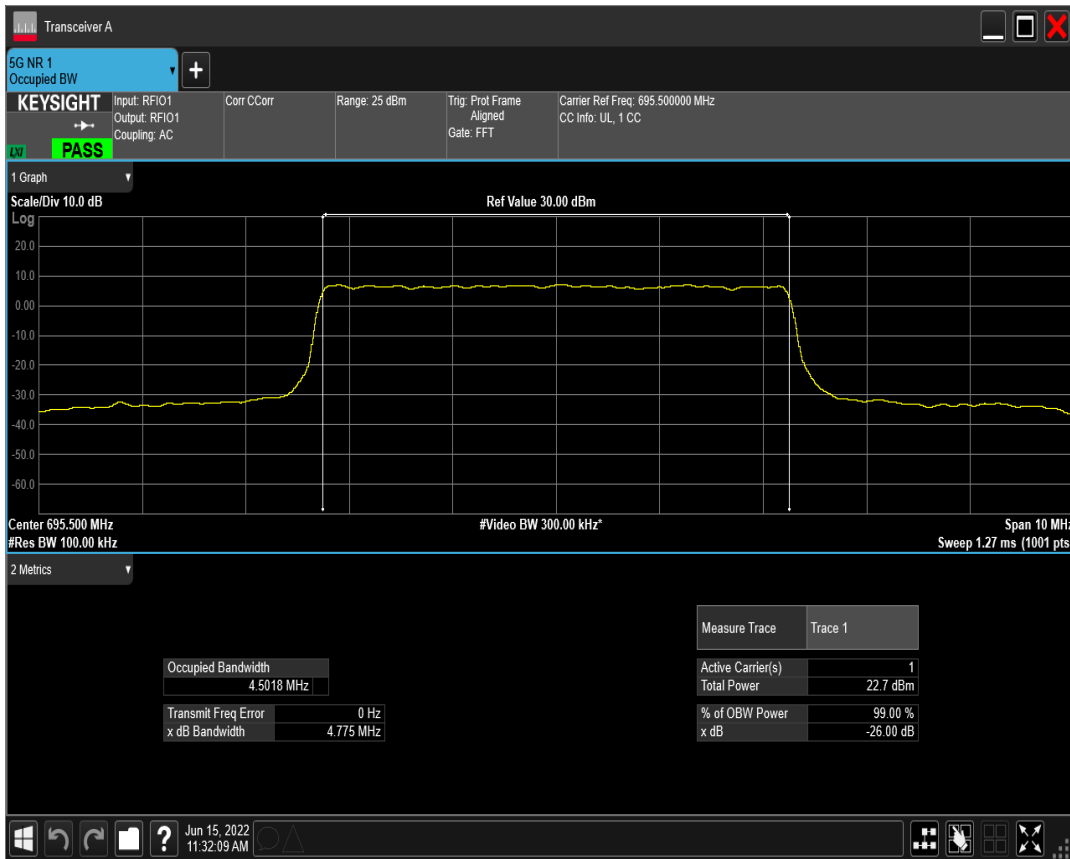 Transceiver A
5G NR 1
Occupied BW
+
KEYSIGHT
LXI
PASS
Input: RFIO1
Output: RFIO1
Coupling: AC
Corr CCorr
Range: 25 dBm
Trig: Prot Frame
Aligned
Gate: FFT
Carrier Ref Freq: 695.500000 MHz
CC Info: UL, 1 CC
1 Graph
Scale/Div 10.0 dB
Ref Value 30.00 dBm
Log
20.0
10.0
0.00
-10.0
-20.0
-30.0
-40.0
-50.0
-60.0
Center 695.500 MHz
#Video BW 300.00 kHz*
Span 10 MHz
#Res BW 100.00 kHz
Sweep 1.27 ms (1001 pts
2 Metrics
Measure Trace Trace 1
Occupied Bandwidth
4.5018 MHz
Active Carrier(s) 1
Total Power 22.7 dBm
Transmit Freq Error 0 Hz
x dB Bandwidth 4.775 MHz
% of OBW Power 99.00 %
x dB -26.00 dB
?
Jun 15, 2022
11:32:09 AM